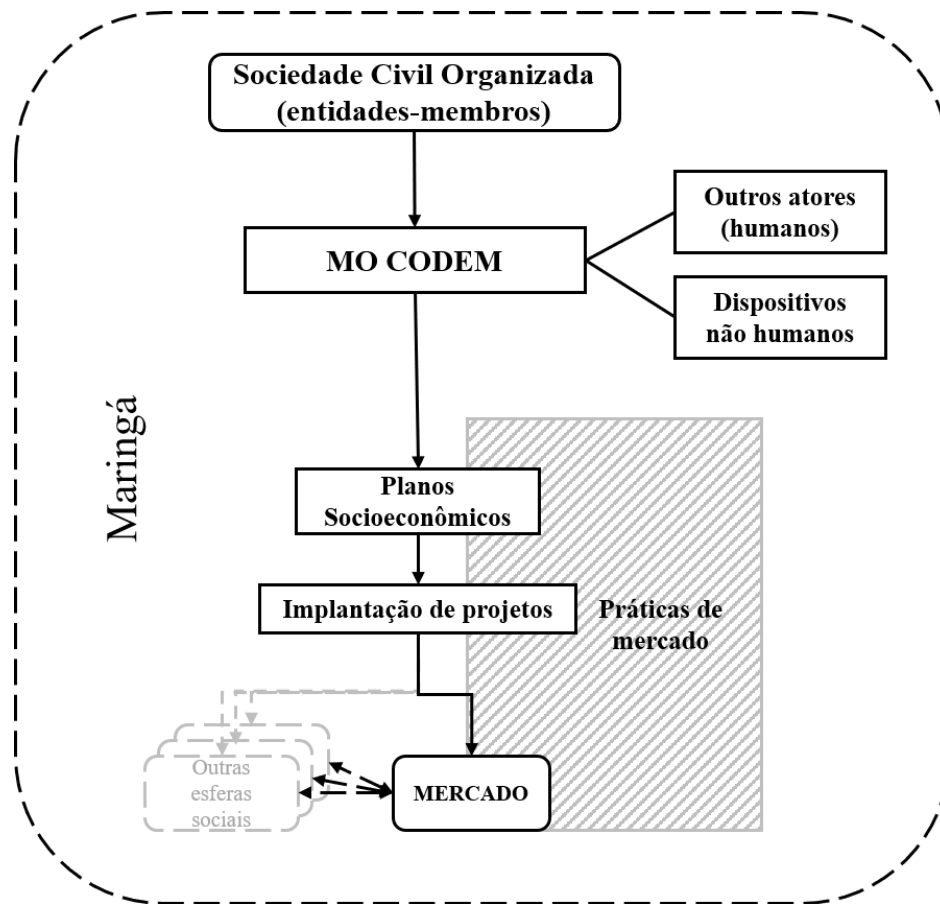 Sociedade Civil Organizada
(entidades-membros)
Outros atores
(humanos)
MO CODEM
Dispositivos
não humanos
Maringá
Planos
Socioeconômicos
Implantação de projetos
Práticas de
mercado
Outras
esferas
sociais
MERCADO